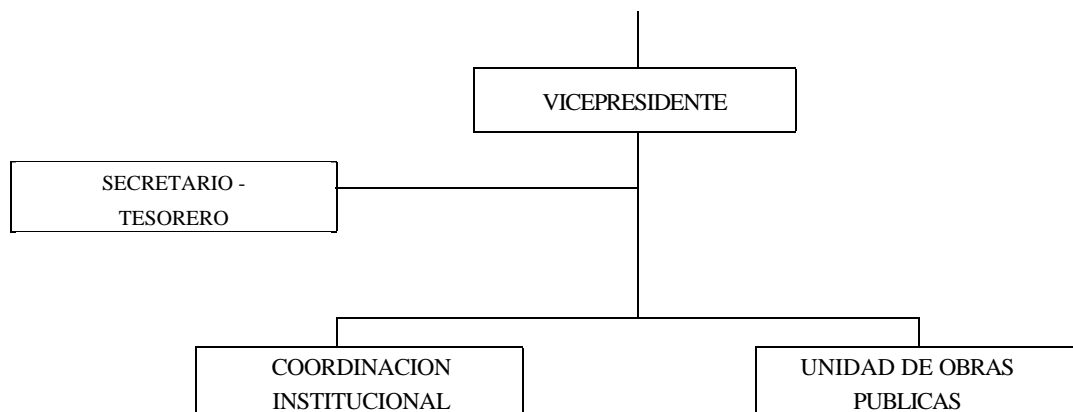 VICEPRESIDENTE
SECRETARIO -
TESORERO
COORDINACION
INSTITUCIONAL
UNIDAD DE OBRAS
PUBLICAS